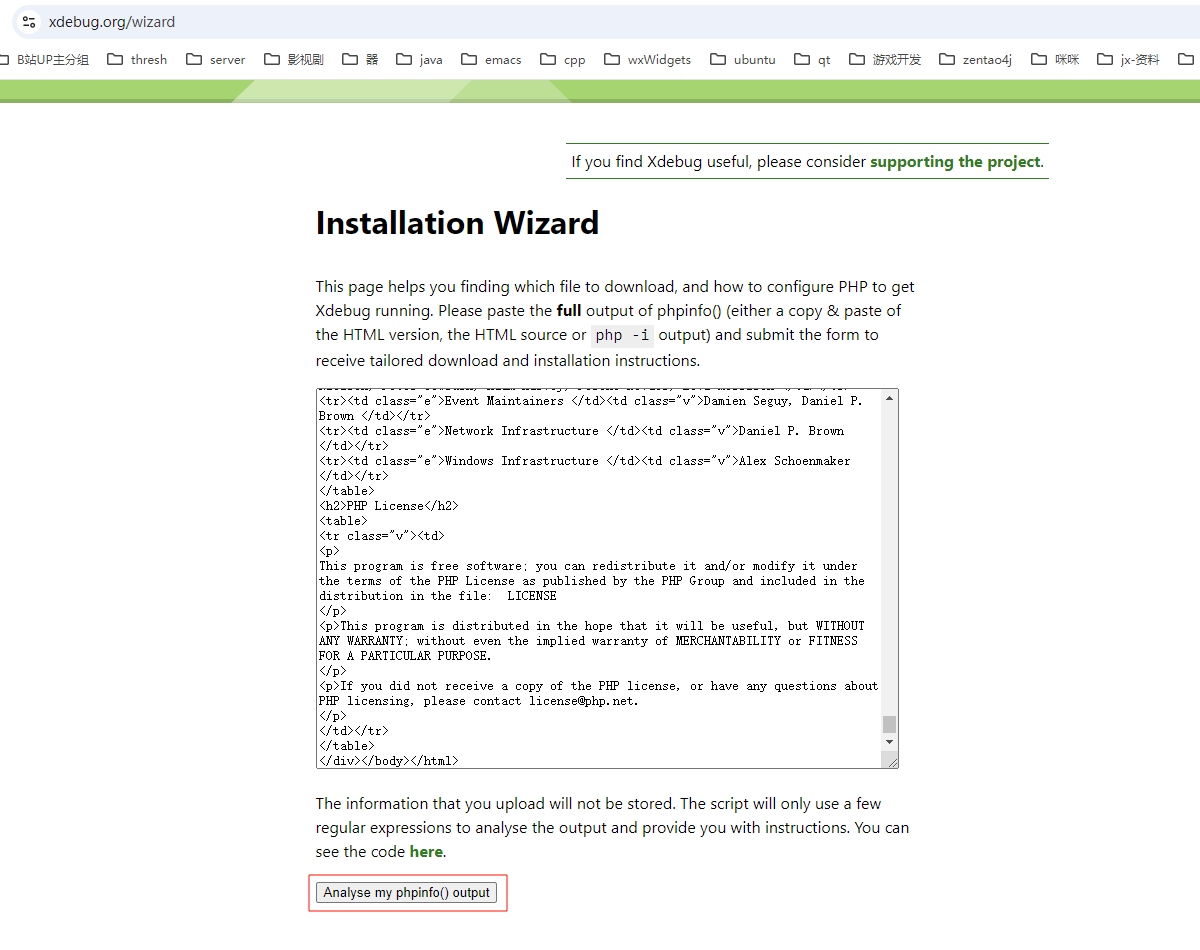 xdebug.org/wizard
B站UP主分组 thresh server 影视剧 器 java emacs cpp wxWidgets ubuntu qt 游戏开发 zentao4j 咪咪 jx-资料
If you find Xdebug useful, please consider supporting the project.
Installation Wizard
This page helps you finding which file to download, and how to configure PHP to get
Xdebug running. Please paste the full output of phpinfo() (either a copy & paste of
the HTML version, the HTML source or php -i output) and submit the form to
receive tailored download and installation instructions.
<tr><td class="e">Event Maintainers </td><td class="v">Damien Seguy, Daniel P.
Brown </td></tr>
<tr><td class="e">Network Infrastructure </td><td class="v">Daniel P. Brown
</td></tr>
<tr><td class="e">Windows Infrastructure </td><td class="v">Alex Schoenmaker
</td></tr>
</table>
<h2>PHP License</h2>
<table>
<tr class="v"><td>
<p>
This program is free software; you can redistribute it and/or modify it under
the terms of the PHP License as published by the PHP Group and included in the
distribution in the file:  LICENSE
</p>
<p>This program is distributed in the hope that it will be useful, but WITHOUT
ANY WARRANTY; without even the implied warranty of MERCHANTABILITY or FITNESS
FOR A PARTICULAR PURPOSE.
</p>
<p>If you did not receive a copy of the PHP license, or have any questions about
PHP licensing, please contact license@php.net.
</p>
</td></tr>
</table>
</div></body></html>
The information that you upload will not be stored. The script will only use a few
regular expressions to analyse the output and provide you with instructions. You can
see the code here.
Analyse my phpinfo() output